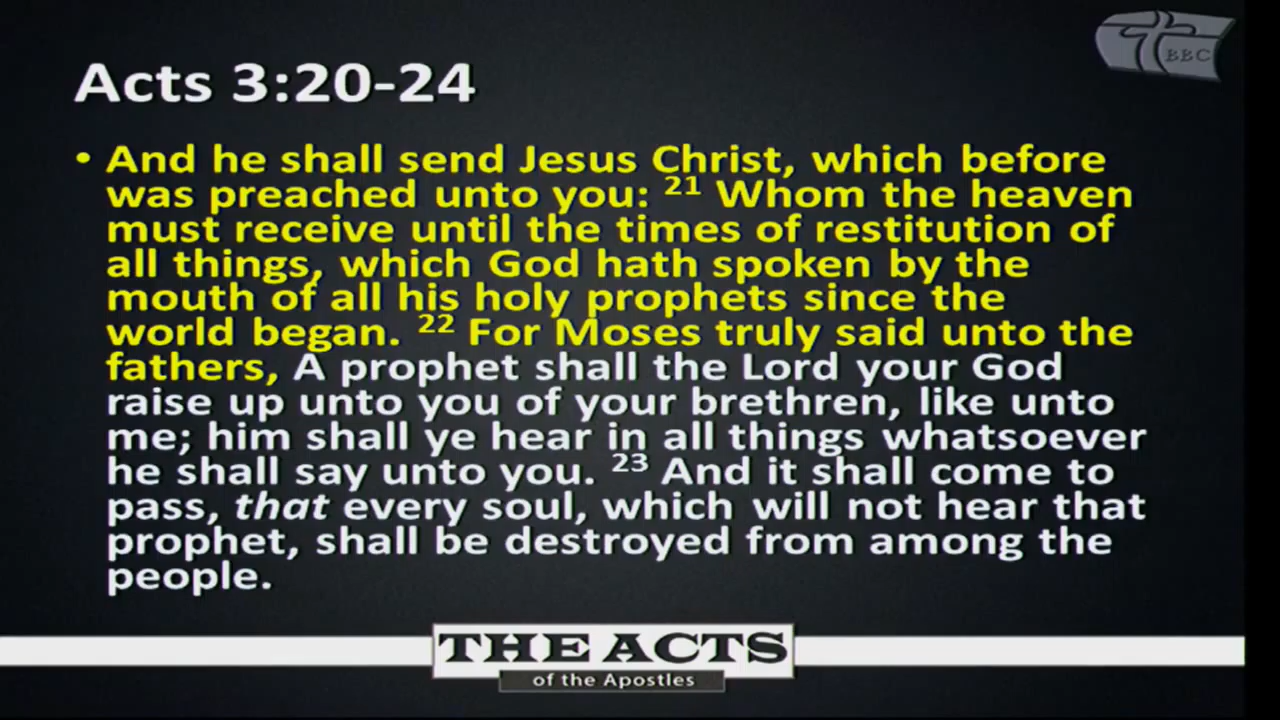 BBC
Acts 3:20-24
• And he shall send Jesus Christ, which before
was preached unto you: 21 Whom the heaven
must receive until the times of restitution of
all things, which God hath spoken by the
mouth of all his holy prophets since the
world began. 22 For Moses truly said unto the
fathers, A prophet shall the Lord your God
raise up unto you of your brethren, like unto
me; him shall ye hear in all things whatsoever
he shall say unto you. 23 And it shall come to
pass, that every soul, which will not hear that
prophet, shall be destroyed from among the
people.
THE ACTS
of the Apostles